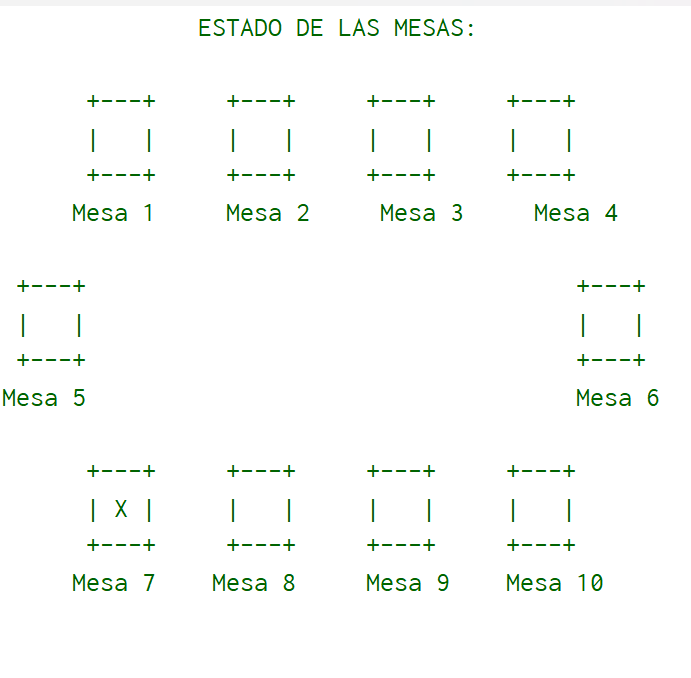 ESTADO DE LAS MESAS:
+---+     +---+     +---+     +---+
|   |     |   |     |   |     |   |
+---+     +---+     +---+     +---+
Mesa 1     Mesa 2     Mesa 3     Mesa 4
+---+                                   +---+
|   |                                   |   |
+---+                                   +---+
Mesa 5                                   Mesa 6
+---+     +---+     +---+     +---+
| X |     |   |     |   |     |   |
+---+     +---+     +---+     +---+
Mesa 7    Mesa 8     Mesa 9    Mesa 10